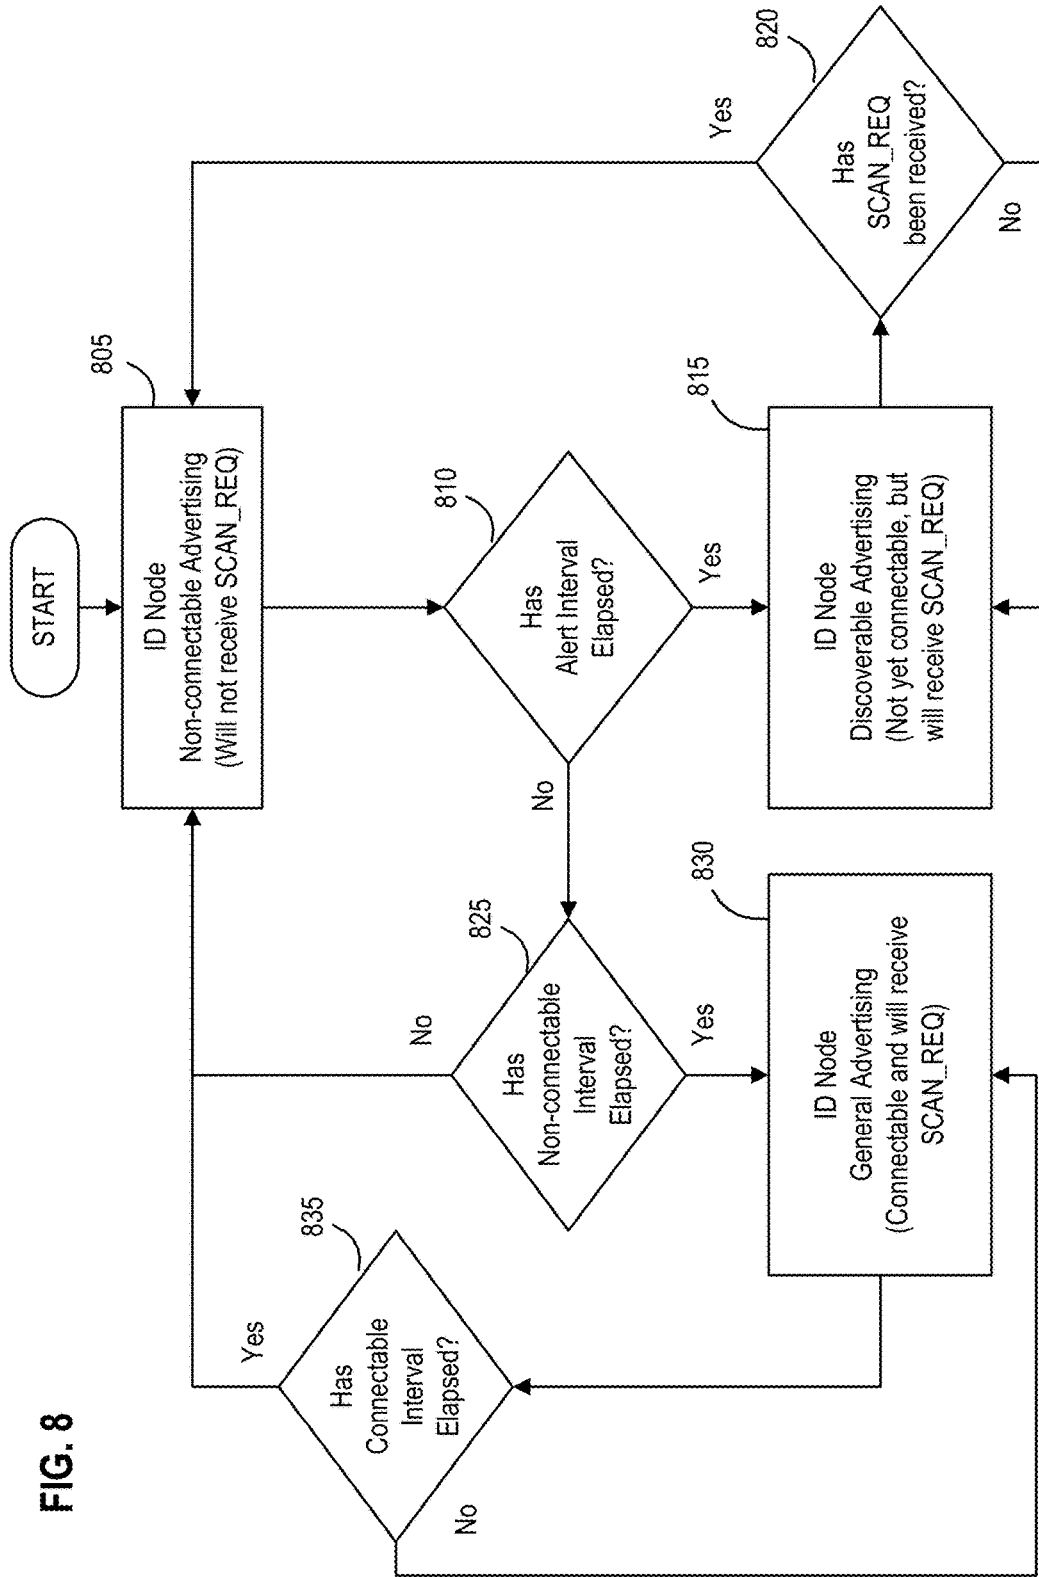 FIG. 8
START
805
ID Node
Non-connectable Advertising
(Will not receive SCAN_REQ)
810
Has
Alert Interval
Elapsed?
Yes
No
815
ID Node
Discoverable Advertising
(Not yet connectable, but
will receive SCAN_REQ)
820
Has
SCAN_REQ
been received?
Yes
No
825
Has
Non-connectable
Interval
Elapsed?
No
Yes
830
ID Node
General Advertising
(Connectable and will receive
SCAN_REQ)
835
Has
Connectable
Interval
Elapsed?
Yes
No